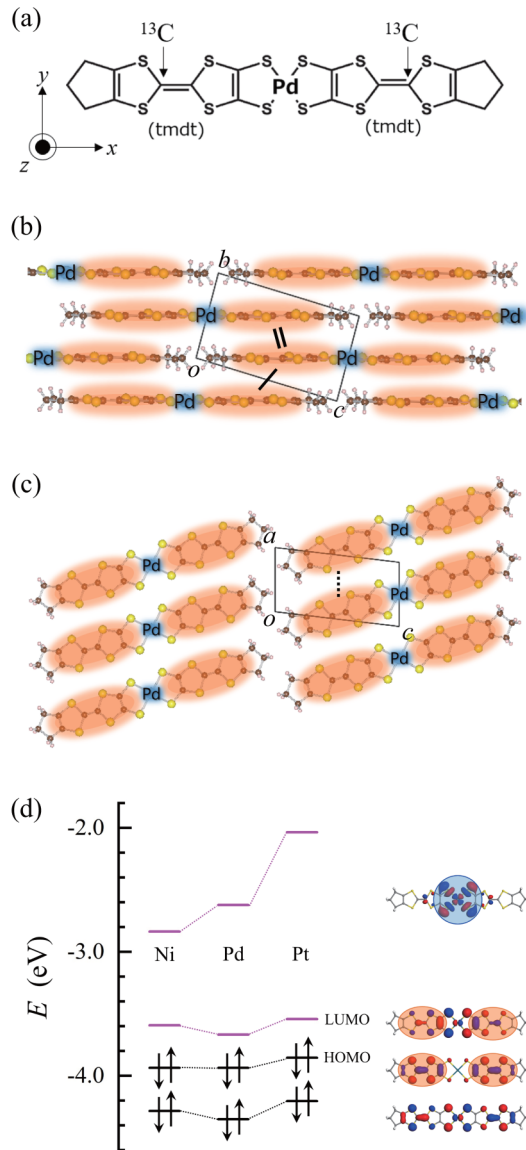 (a)
13C
13C
y
S
S
S
S
S
S
S
S
Pd
S
S
S
S
S
S
S
S
(tmdt)
(tmdt)
z
x
(b)
b
Pd
Pd
Pd
Pd
Pd
Pd
o
Pd
Pd
c
(c)
Pd
a
Pd
Pd
o
Pd
c
Pd
Pd
(d)
-2.0
-3.0
Ni
Pd
Pt
E (eV)
LUMO
HOMO
-4.0